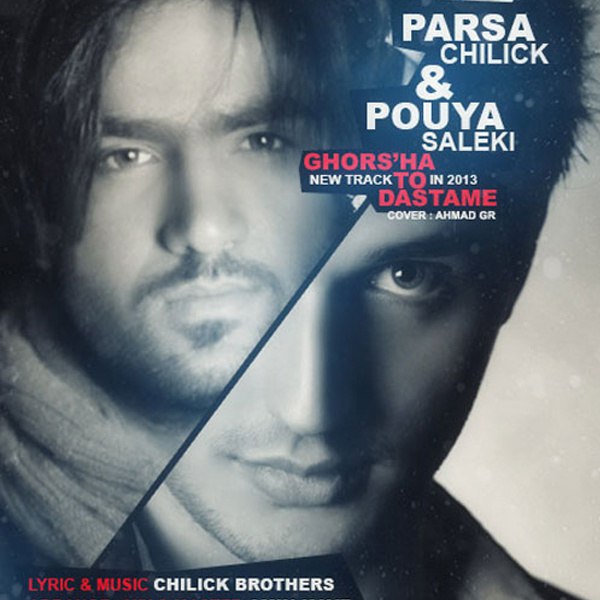 PARSA
CHILICK
&
POUYA
SALEKI
GHORS'HA
NEW TRACK TO IN 2013
DASTAME
COVER : AHMAD GR
LYRIC & MUSIC CHILICK BROTHERS